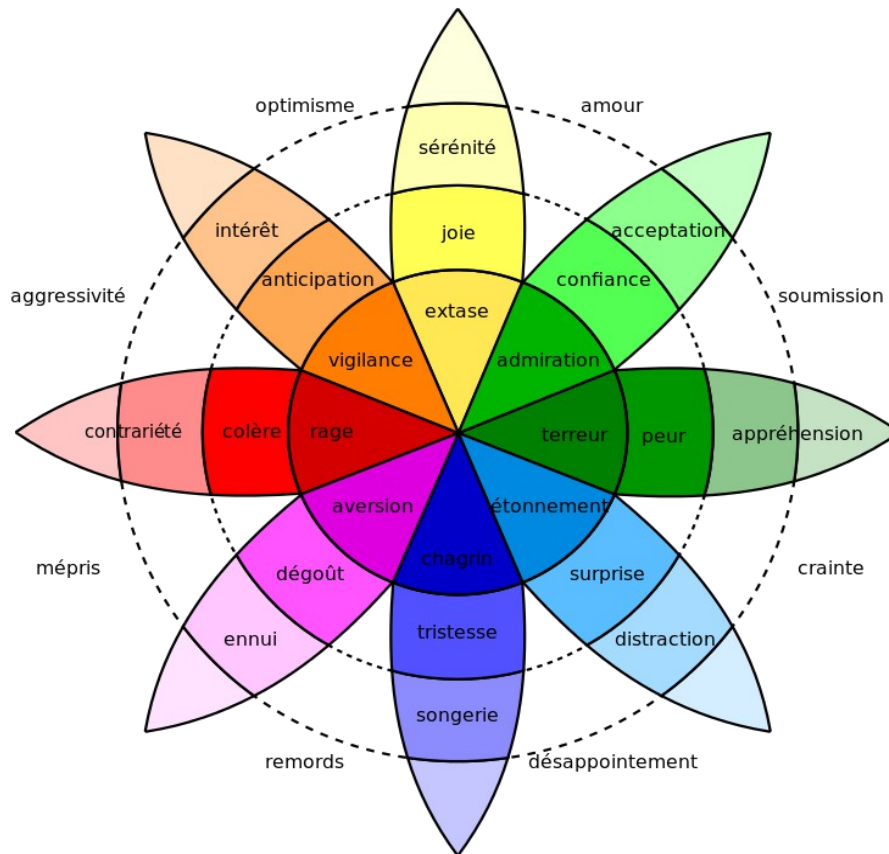 optimisme
amour
sérénité
intérêt
acceptation
joie
anticipation
confiance
aggressivité
soumission
extase
vigilance
admiration
contrariété
colère
rage
terreur
peur
appréhension
aversion
étonnement
chagrin
mépris
dégoût
surprise
crainte
ennui
tristesse
distraction
songerie
remords
désappointement